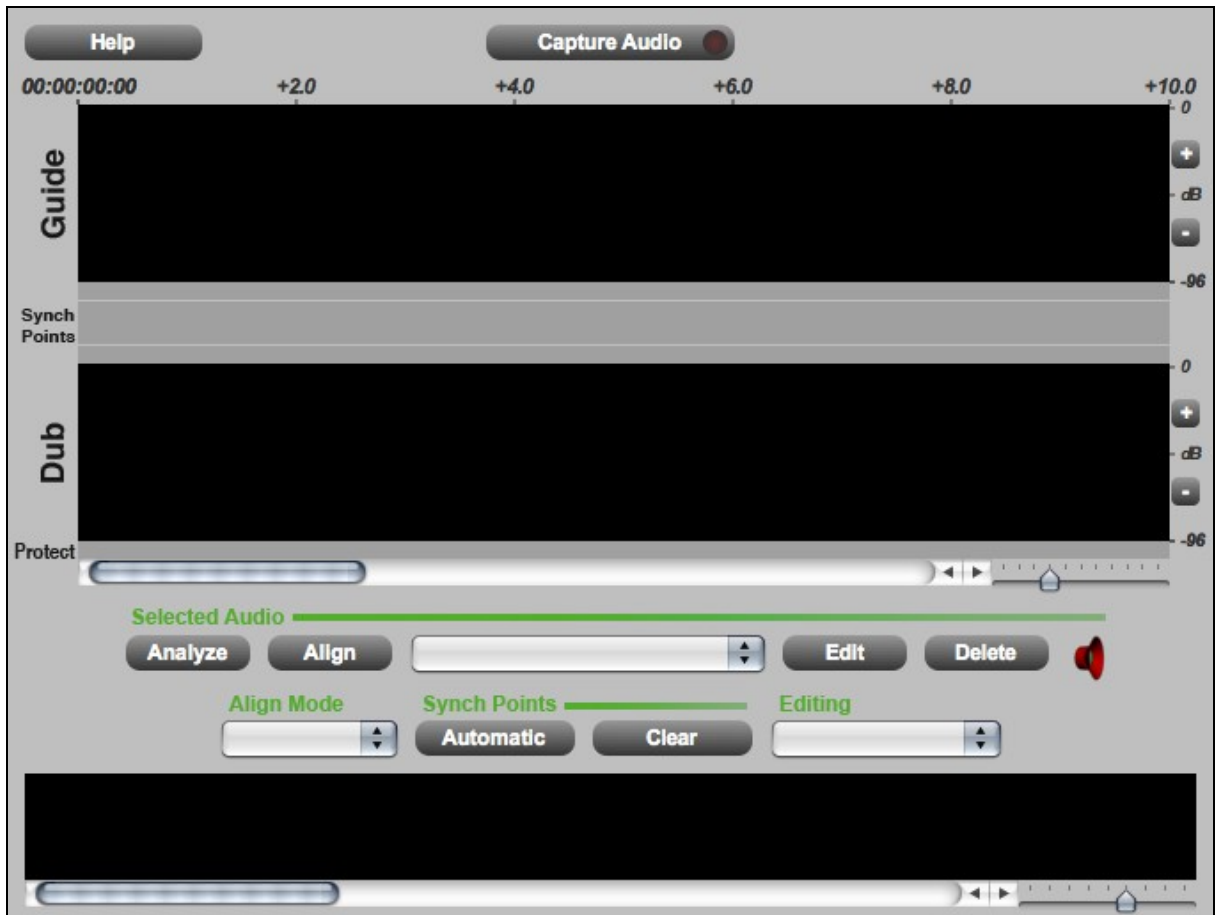 Help
Capture Audio
00:00:00:00 +2.0 +4.0 +6.0 +8.0 +10.0
0
Guide
+
dB
-
-96
Synch
Points
0
Dub
+
dB
-
-96
Protect
Selected Audio
Analyze Align Edit Delete
Align Mode Synch Points Editing
Automatic Clear